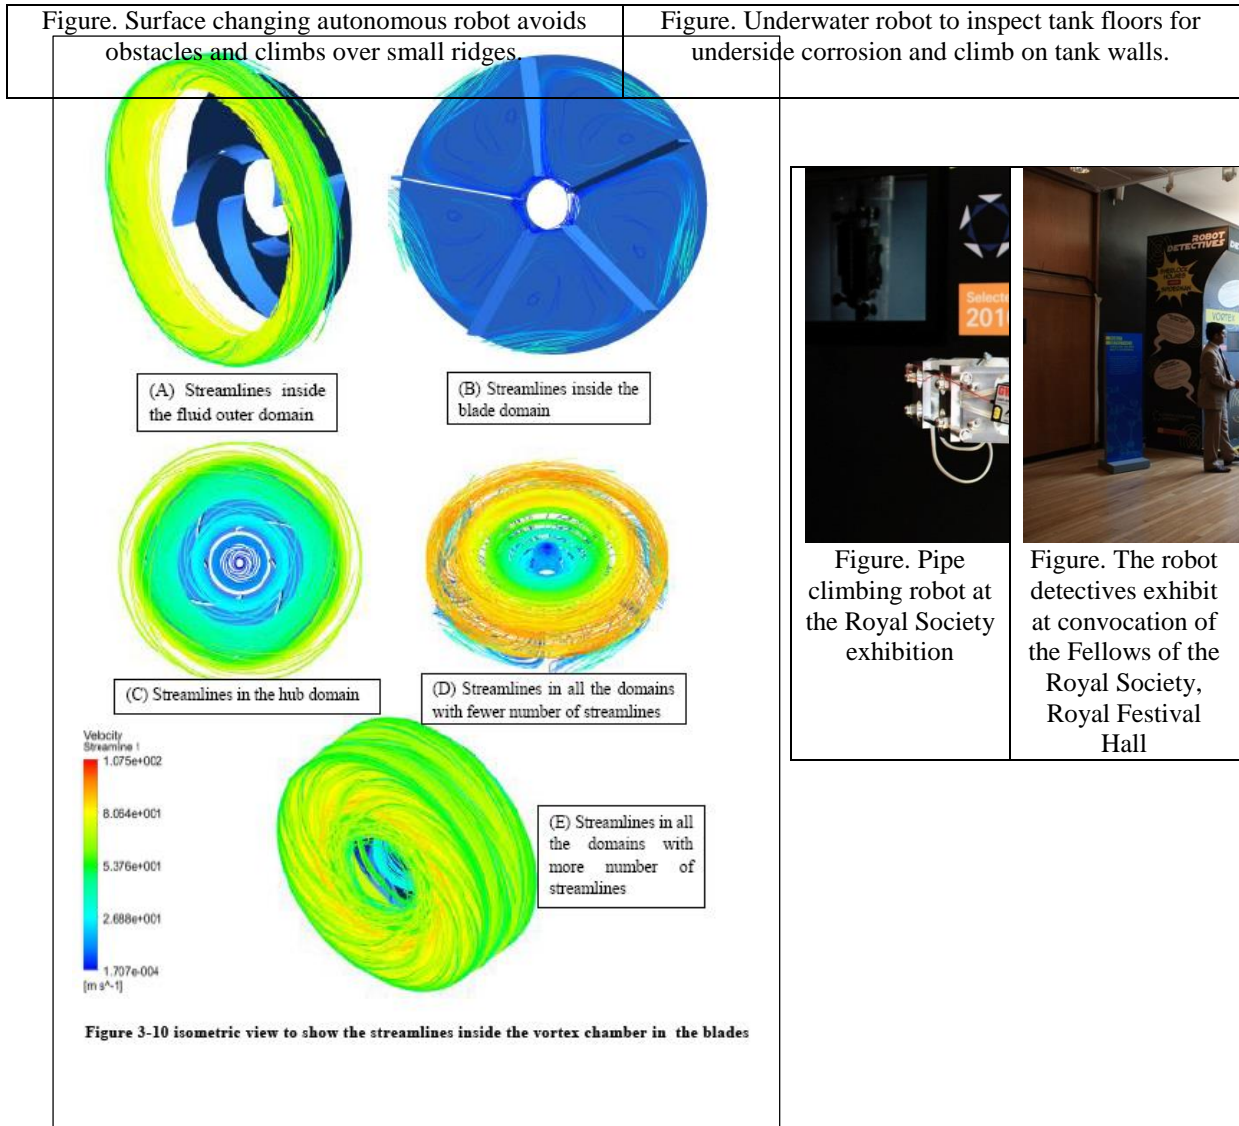 Figure. Surface changing autonomous robot avoids
obstacles and climbs over small ridges.
Figure. Underwater robot to inspect tank floors for
underside corrosion and climb on tank walls.
(A) Streamlines inside
the fluid outer domain
(B) Streamlines inside the
blade domain
(C) Streamlines in the hub domain
(D) Streamlines in all the domains
with fewer number of streamlines
Velocity
Streamline 1
1.075e+002
8.064e+001
5.376e+001
2.688e+001
1.707e-004
[m s^-1]
(E) Streamlines in all
the domains with
more number of
streamlines
Figure 3-10 isometric view to show the streamlines inside the vortex chamber in the blades
Selecte
201
Figure. Pipe
climbing robot at
the Royal Society
exhibition
ROBOT
DETECTIVES
SHERLOCK
HOLMES
SPIDERMAN
VORTEX
Figure. The robot
detectives exhibit
at convocation of
the Fellows of the
Royal Society,
Royal Festival
Hall